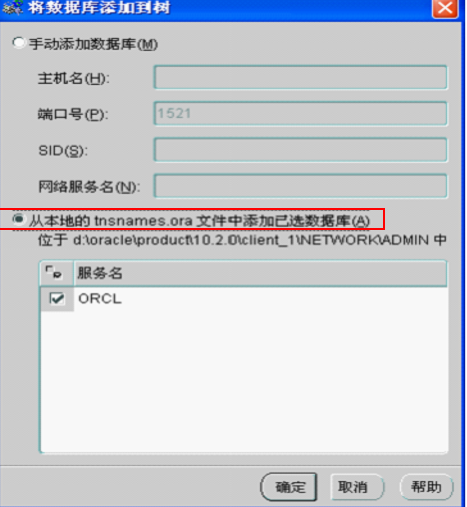 将数据库添加到树
手动添加数据库(M)
主机名(H):
端口号(P): 1521
SID(S):
网络服务名(N):
从本地的 tnsnames.ora 文件中添加已选数据库(A)
位于 d:\oracle\product\10.2.0\client_1\NETWORK\ADMIN 中
服务名
ORCL
确定 取消 帮助